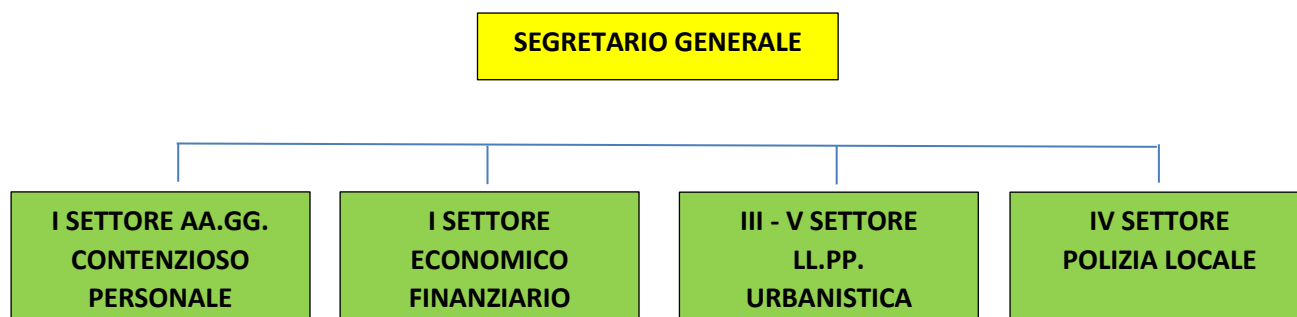 SEGRETARIO GENERALE
I SETTORE AA.GG.
CONTENZIOSO
PERSONALE
I SETTORE
ECONOMICO
FINANZIARIO
III - V SETTORE
LL.PP.
URBANISTICA
IV SETTORE
POLIZIA LOCALE